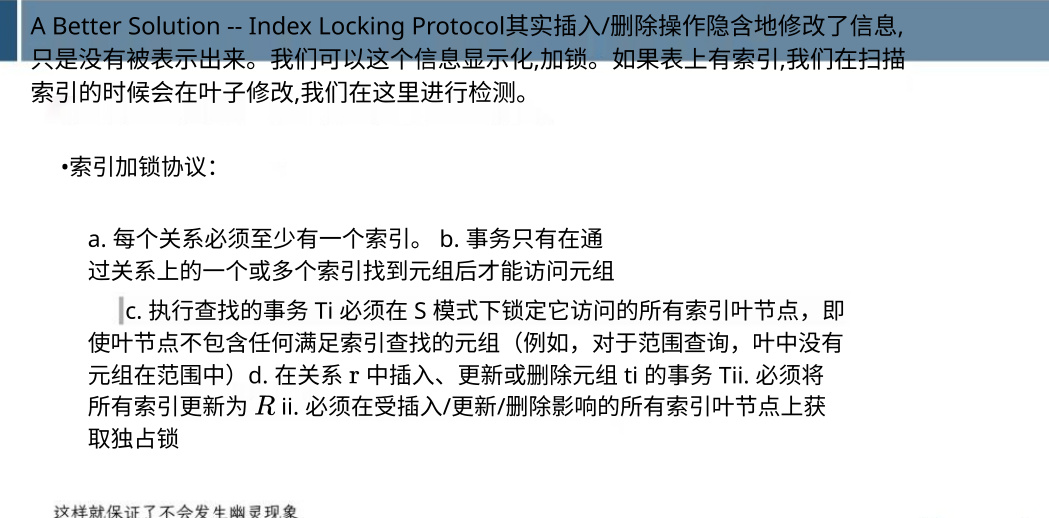 A Better Solution -- Index Locking Protocol其实插入/删除操作隐含地修改了信息,
只是没有被表示出来。我们可以这个信息显示化,加锁。如果表上有索引,我们在扫描
索引的时候会在叶子修改,我们在这里进行检测。
•索引加锁协议：
a. 每个关系必须至少有一个索引。 b. 事务只有在通
过关系上的一个或多个索引找到元组后才能访问元组
c. 执行查找的事务 Ti 必须在 S 模式下锁定它访问的所有索引叶节点，即
使叶节点不包含任何满足索引查找的元组（例如，对于范围查询，叶中没有
元组在范围中）d. 在关系 r 中插入、更新或删除元组 ti 的事务 Tii. 必须将
所有索引更新为 R ii. 必须在受插入/更新/删除影响的所有索引叶节点上获
取独占锁
这样就保证了不会发生幽灵现象